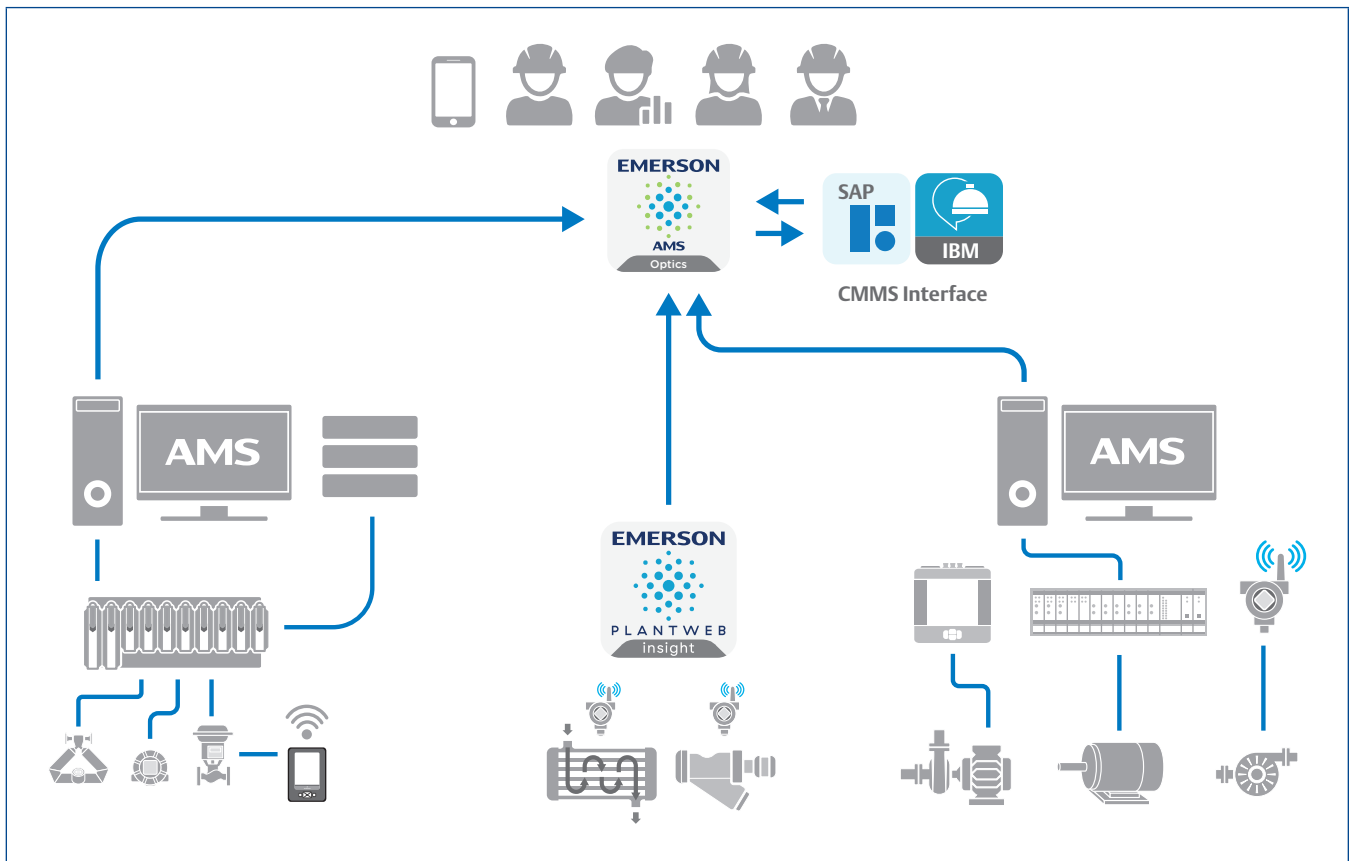 EMERSON
AMS
Optics
SAP
IBM
CMMS Interface
AMS
AMS
EMERSON
PLANTWEB
insight